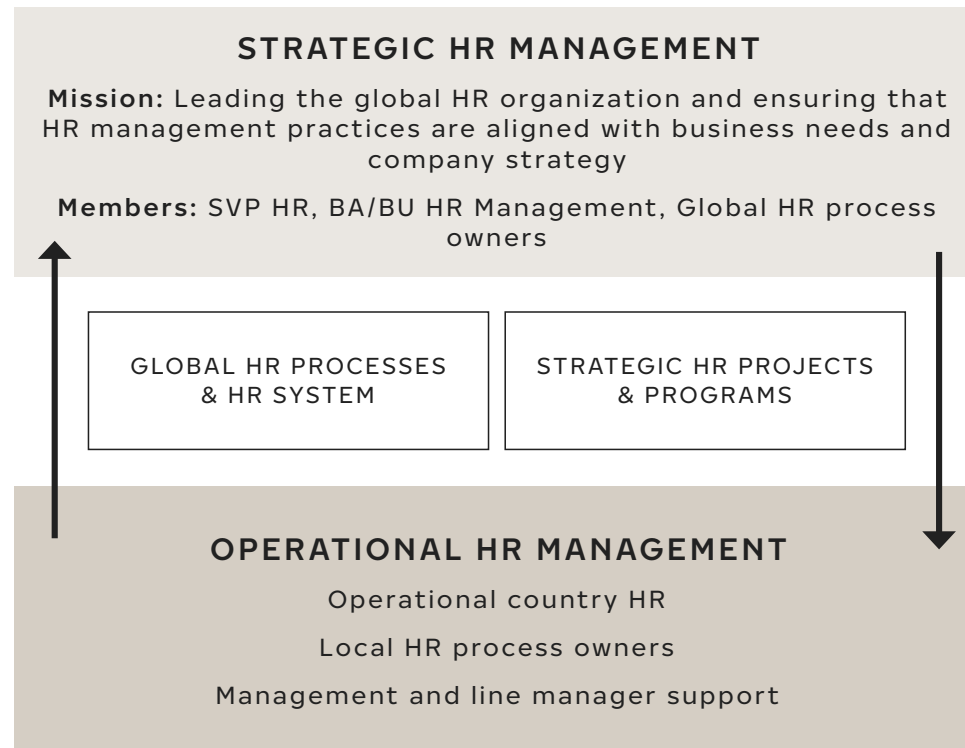 STRATEGIC HR MANAGEMENT
Mission: Leading the global HR organization and ensuring that
HR management practices are aligned with business needs and
company strategy
Members: SVP HR, BA/BU HR Management, Global HR process
owners
GLOBAL HR PROCESSES
& HR SYSTEM
STRATEGIC HR PROJECTS
& PROGRAMS
OPERATIONAL HR MANAGEMENT
Operational country HR
Local HR process owners
Management and line manager support